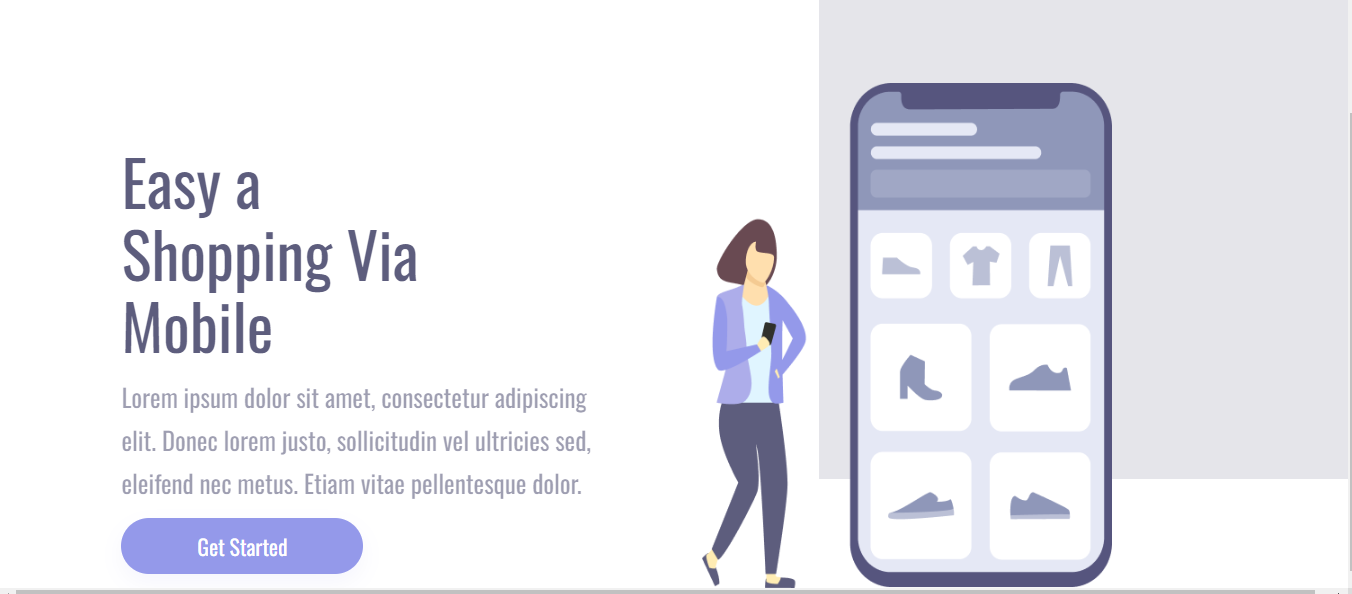 Easy a
Shopping Via
Mobile
Lorem ipsum dolor sit amet, consectetur adipiscing
elit. Donec lorem justo, sollicitudin vel ultricies sed,
eleifend nec metus. Etiam vitae pellentesque dolor.
Get Started